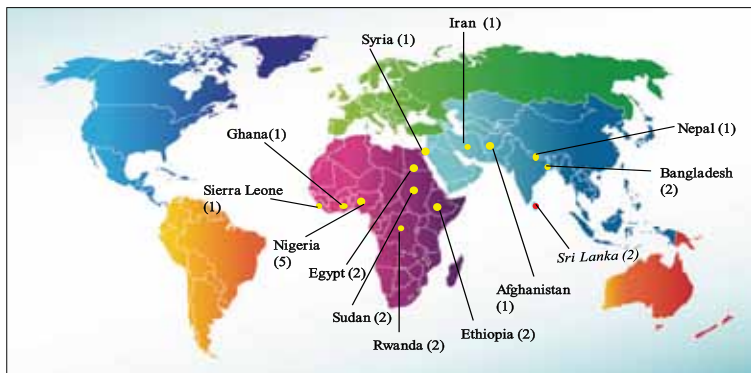 Iran (1)
Syria (1)
Ghana(1)
Nepal (1)
Bangladesh
(2)
Sierra Leone
(1)
Nigeria
(5)
Sri Lanka (2)
Egypt (2)
Afghanistan
(1)
Sudan (2)
Ethiopia (2)
Rwanda (2)